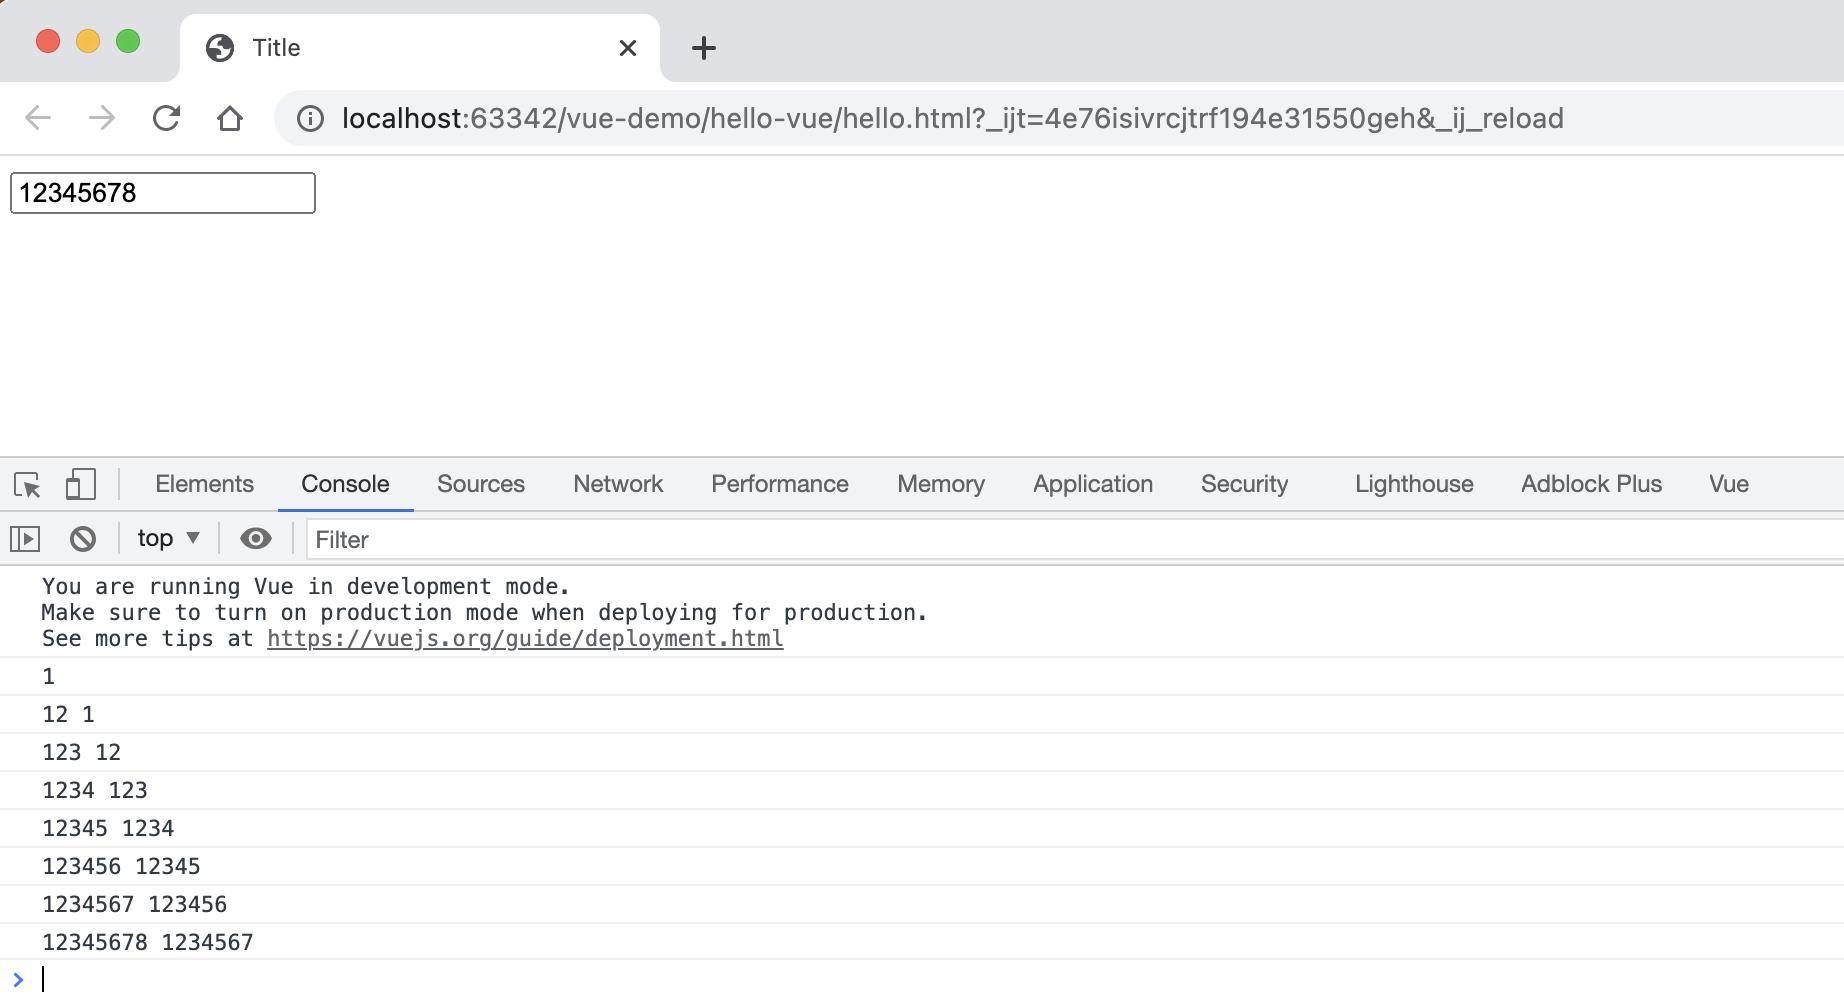 Title
localhost:63342/vue-demo/hello-vue/hello.html?_ijt=4e76isivrcjtrf194e31550geh&_ij_reload
12345678
Elements Console Sources Network Performance Memory Application Security Lighthouse Adblock Plus Vue
top ▼ Filter
You are running Vue in development mode.
Make sure to turn on production mode when deploying for production.
See more tips at https://vuejs.org/guide/deployment.html
1
12 1
123 12
1234 123
12345 1234
123456 12345
1234567 123456
12345678 1234567